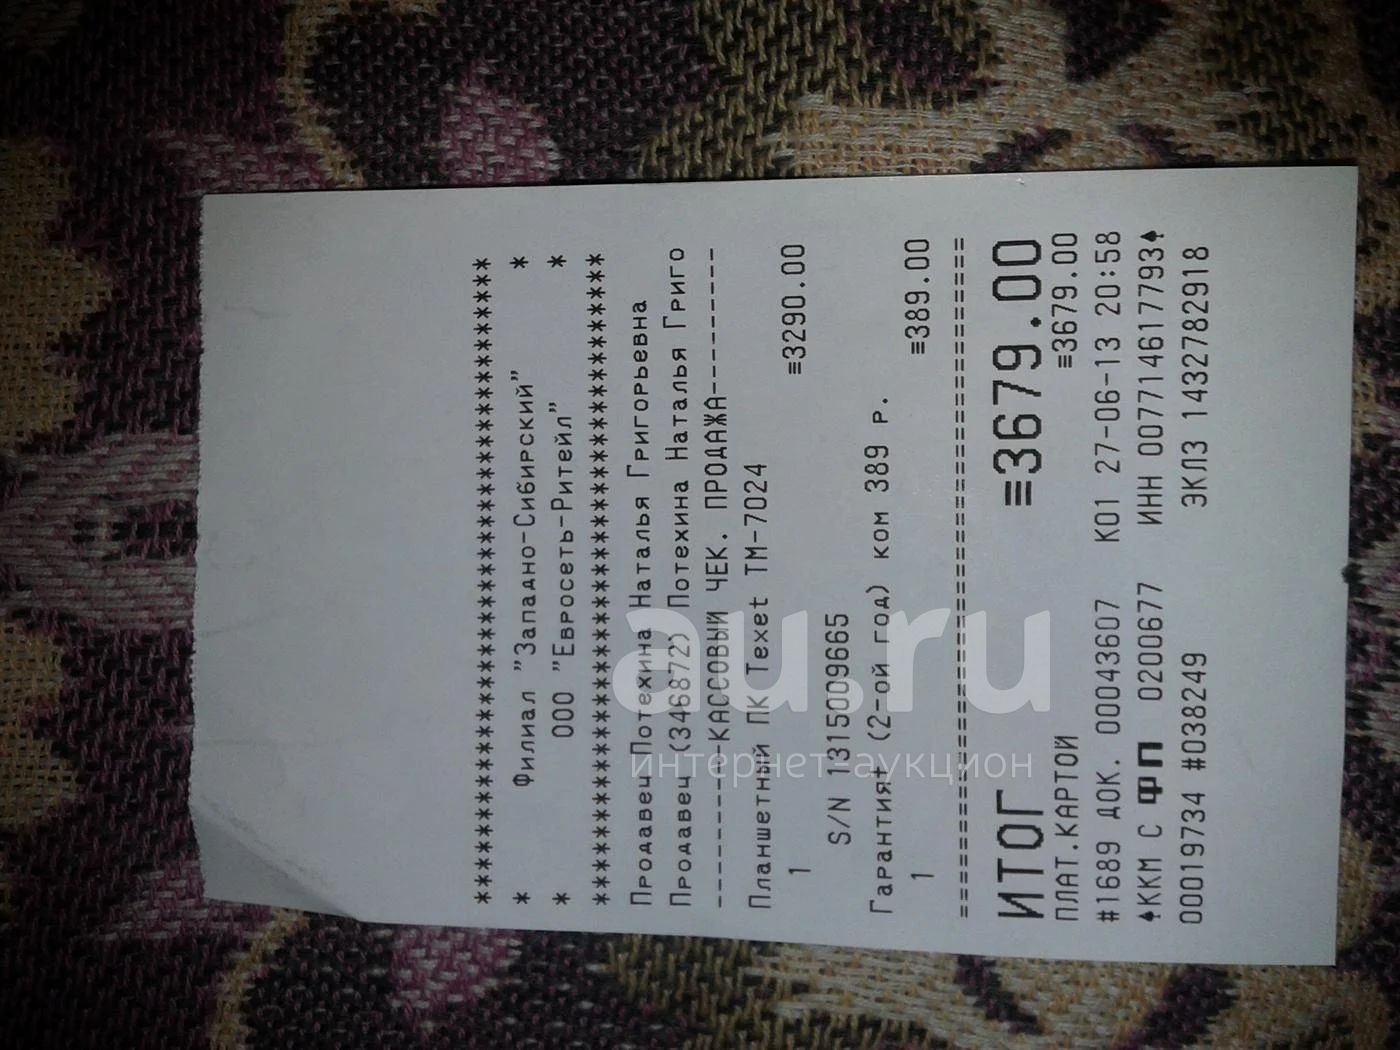 ****************************************
* Филиал "Западно-Сибирский" *
* ООО "Евросеть-Ритейл" *
****************************************
Продавец Потехина Наталья Григорьевна
Продавец (3468772) Потехина Наталья Григо
--------КАССОВЫЙ ЧЕК. ПРОДАЖА-----------
Планшетный ПК Texet TM-7024
1 ≡3290.00
S/N 1315009665
Гарантия+ (2-ой год) ком 389 р.
1 ≡389.00
========================================
ИТОГ ≡3679.00
ПЛАТ.КАРТОЙ ≡3679.00
#1689 ДОК. 00043607 К01 27-06-13 20:58
♠ККМ С ФП 0200677 ИНН 007714617793♠
00019734 #038249 ЭКЛЗ 1432782918
au.ru
интернет-аукцион